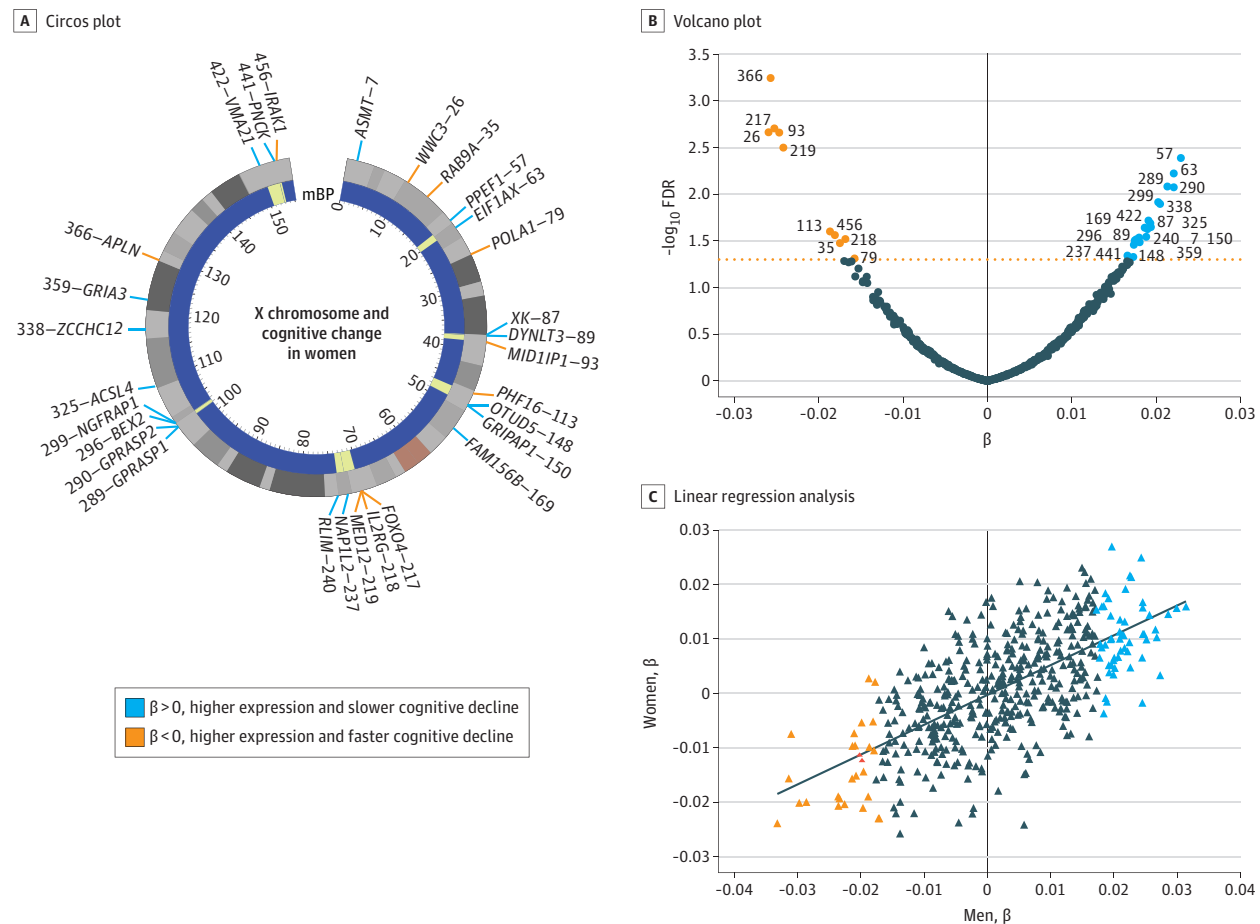 A Circos plot
456–IRAK1
441–PNCK
422–VMA21
ASMT–7
WWC3–26
RAB9A–35
PPEF1–57
EIF1AX–63
POLA1–79
XK–87
DYNLT3–89
MID1IP1–93
PHF16–113
OTUD5–148
GRIPAP1–150
FAM156B–169
FOXO4–217
IL2RG–218
MED12–219
NAP1L2–237
RLIM–240
289–GPRASP1
290–GPRASP2
296–BEX2
299–NGFRAP1
325–ACSL4
338–ZCCHC12
359–GRIA3
366–APLN
mBP
0
10
20
30
40
50
60
70
80
90
100
110
120
130
140
150
X chromosome and
cognitive change
in women
β > 0, higher expression and slower cognitive decline
β < 0, higher expression and faster cognitive decline
B Volcano plot
-log10 FDR
3.5
3.0
2.5
2.0
1.5
1.0
0.5
0
366
217
26 93
219
113 456
35 218
79
57
63
289 290
299 338
169 422 87 325
296 89 240 7 150
237 441 148 359
-0.03 -0.02 -0.01 0 0.01 0.02 0.03
β
C Linear regression analysis
Women, β
0.03
0.02
0.01
0
-0.01
-0.02
-0.03
-0.04 -0.03 -0.02 -0.01 0 0.01 0.02 0.03 0.04
Men, β